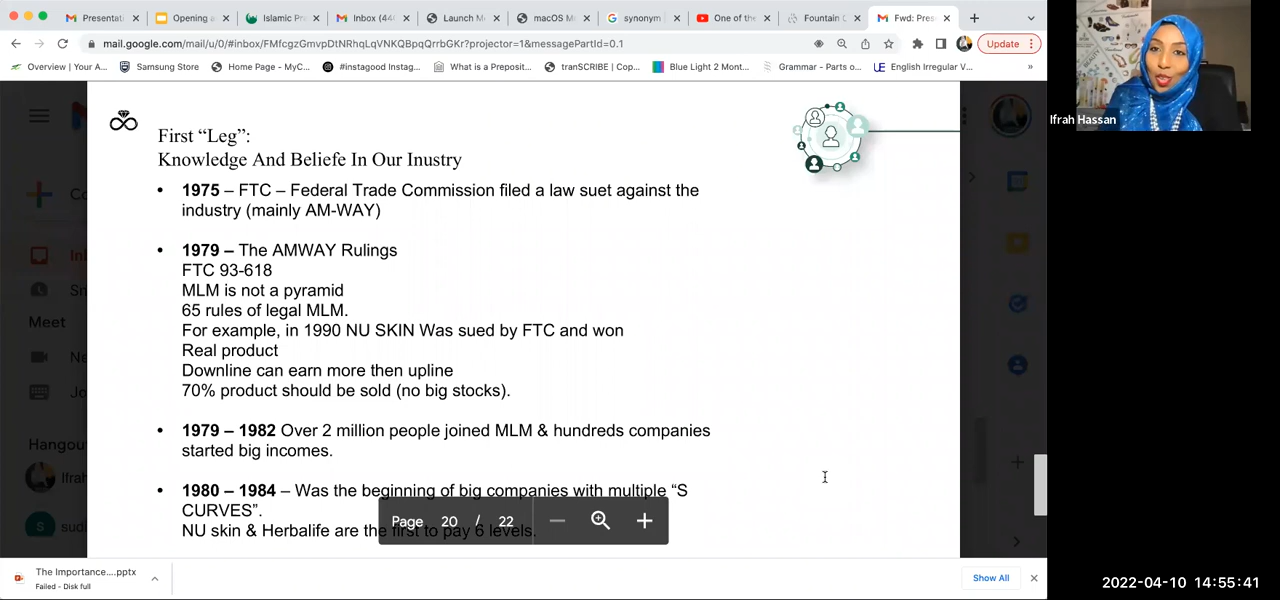 Presentat
Opening a
Islamic Pr
Inbox (44
Launch M
macOS M
synonym
One of the
Fountain C
Fwd: Pres
mail.google.com/mail/u/0/#inbox/FMfcgzGmvpDtNRhqLqVNKQBpqQrrbGKr?projector=1&messagePartId=0.1
Update
Overview | Your A...
Samsung Store
Home Page - MyC...
#instagood Instag...
What is a Preposit...
tranSCRIBE | Cop...
Blue Light 2 Mont...
Grammar - Parts o...
English Irregular V...
»
Ifrah Hassan
First “Leg”:
Knowledge And Beliefe In Our Inustry
• 1975 – FTC – Federal Trade Commission filed a law suet against the
industry (mainly AM-WAY)
• 1979 – The AMWAY Rulings
FTC 93-618
MLM is not a pyramid
65 rules of legal MLM.
For example, in 1990 NU SKIN Was sued by FTC and won
Real product
Downline can earn more then upline
70% product should be sold (no big stocks).
• 1979 – 1982 Over 2 million people joined MLM & hundreds companies
started big incomes.
• 1980 – 1984 – Was the beginning of big companies with multiple “S
CURVES”.
NU skin & Herbalife are the first to pay 6 levels.
Page 20 / 22
Meet
Hangou
Ifrah
sudi
The Importance....pptx
Failed - Disk full
Show All
2022-04-10 14:55:41